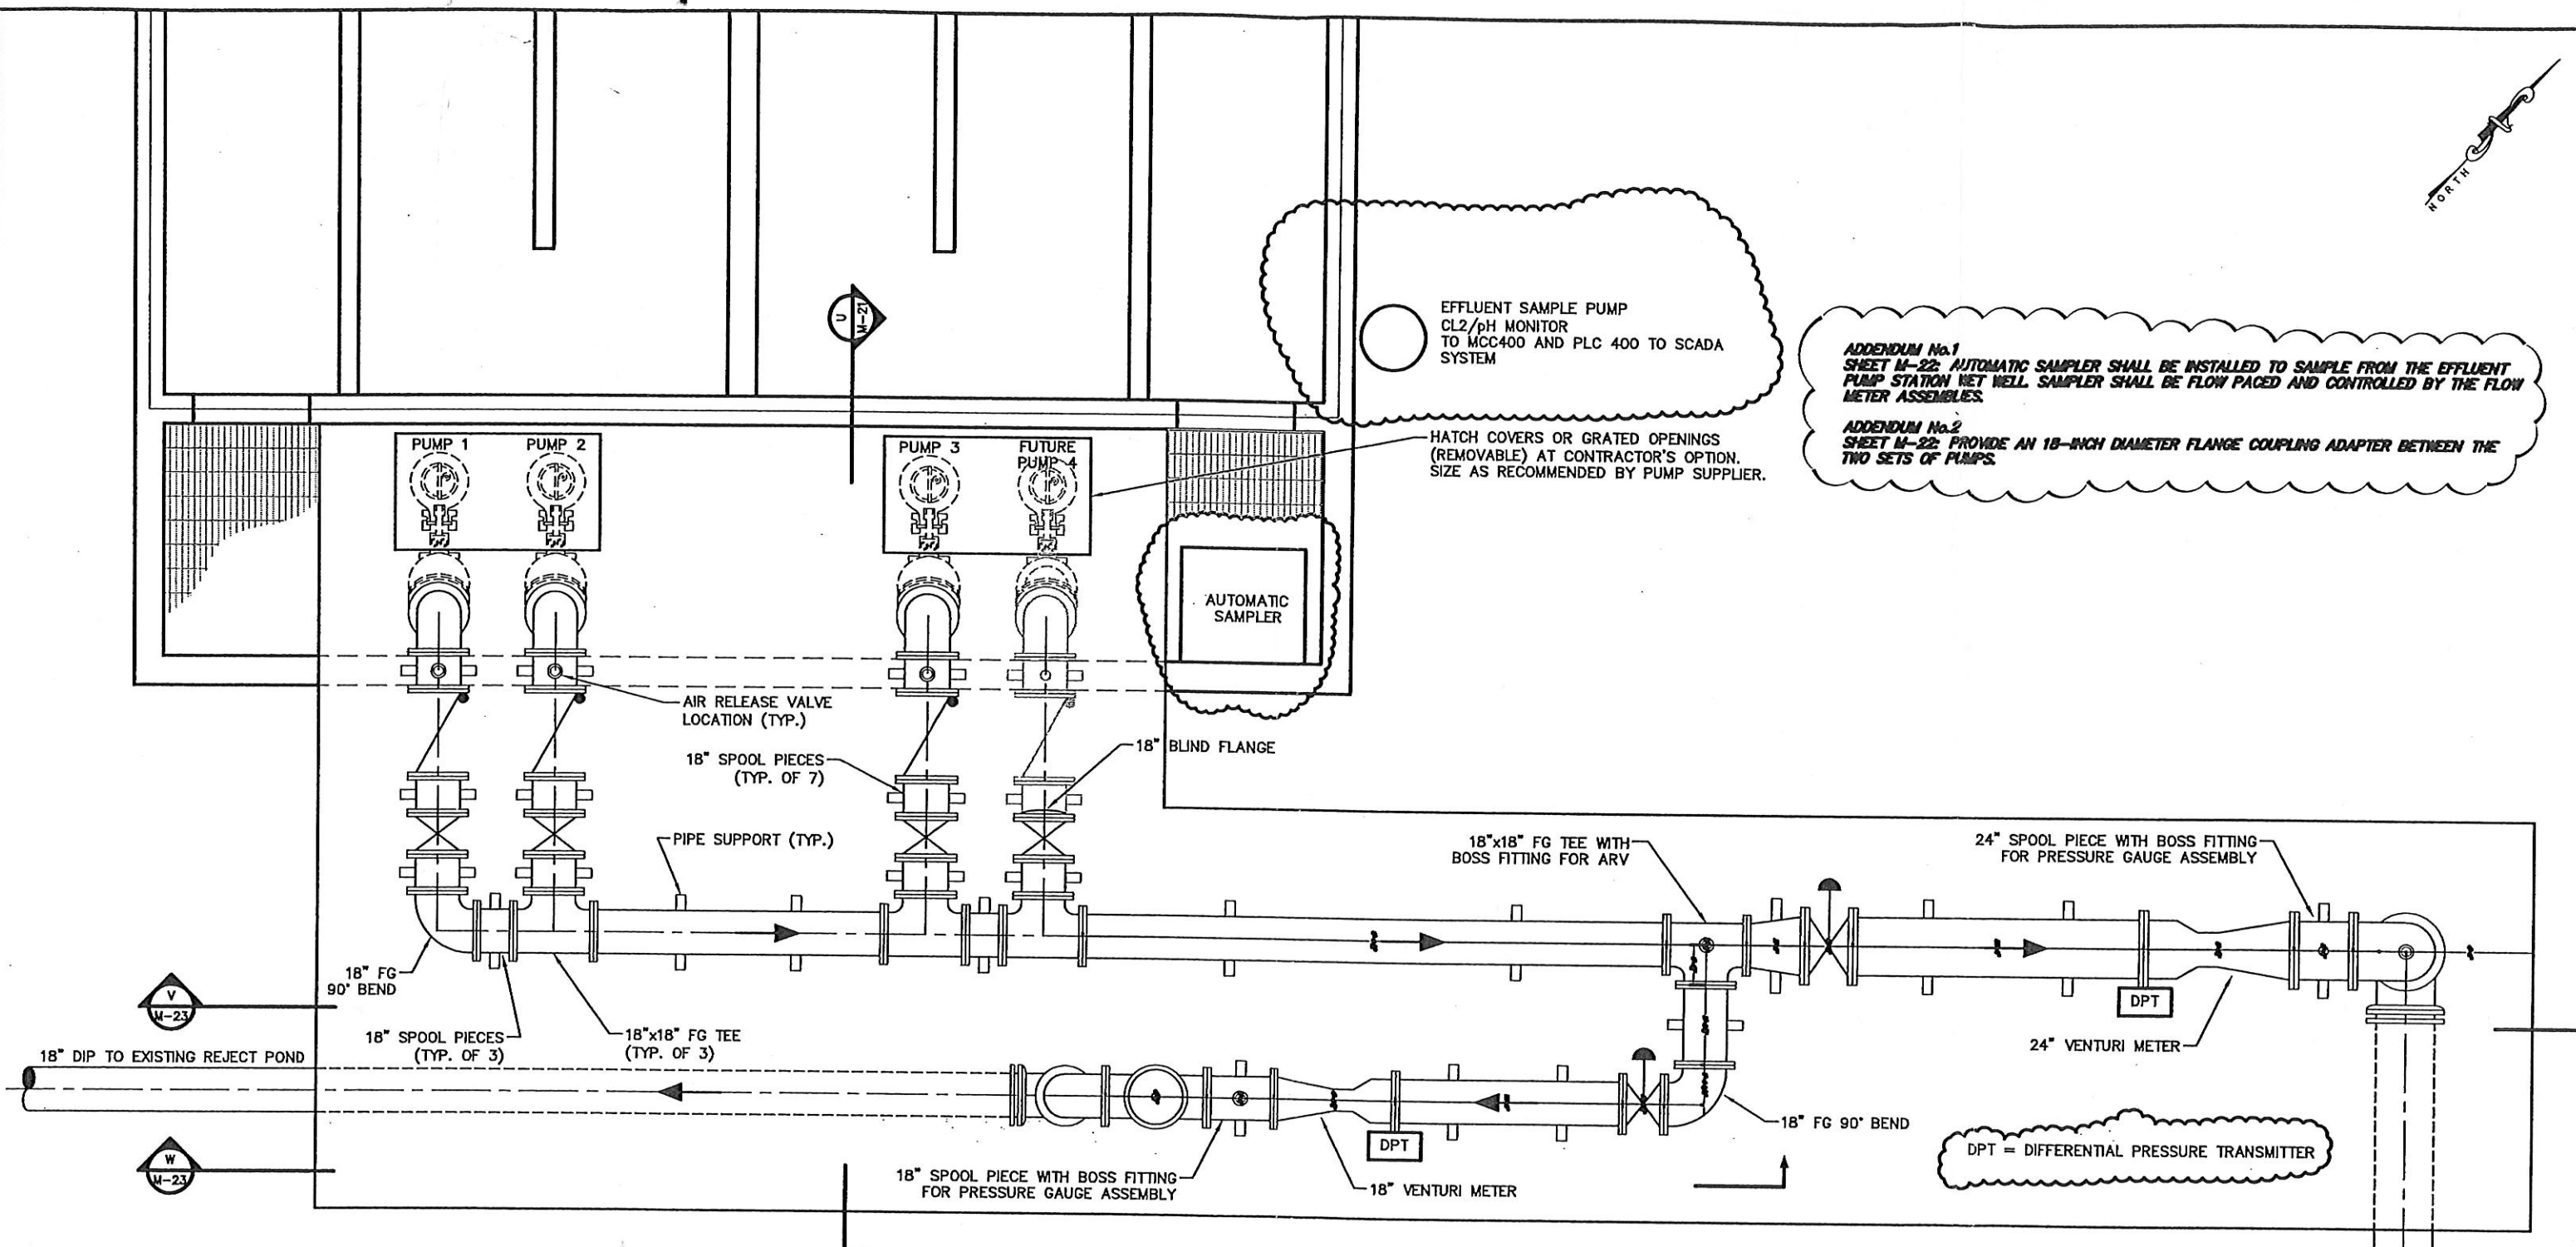 NORTH
U
M-21
EFFLUENT SAMPLE PUMP
CL2/pH MONITOR
TO MCC400 AND PLC 400 TO SCADA
SYSTEM
ADDENDUM No.1
SHEET M-22: AUTOMATIC SAMPLER SHALL BE INSTALLED TO SAMPLE FROM THE EFFLUENT
PUMP STATION WET WELL. SAMPLER SHALL BE FLOW PACED AND CONTROLLED BY THE FLOW
METER ASSEMBLIES.
ADDENDUM No.2
SHEET M-22: PROVIDE AN 18-INCH DIAMETER FLANGE COUPLING ADAPTER BETWEEN THE
TWO SETS OF PUMPS.
PUMP 1
PUMP 2
PUMP 3
FUTURE
PUMP 4
HATCH COVERS OR GRATED OPENINGS
(REMOVABLE) AT CONTRACTOR'S OPTION.
SIZE AS RECOMMENDED BY PUMP SUPPLIER.
AUTOMATIC
SAMPLER
AIR RELEASE VALVE
LOCATION (TYP.)
18" SPOOL PIECES
(TYP. OF 7)
18" BLIND FLANGE
PIPE SUPPORT (TYP.)
18"x18" FG TEE WITH
BOSS FITTING FOR ARV
24" SPOOL PIECE WITH BOSS FITTING
FOR PRESSURE GAUGE ASSEMBLY
18" FG
90° BEND
V
M-23
18" SPOOL PIECES
(TYP. OF 3)
18"x18" FG TEE
(TYP. OF 3)
DPT
24" VENTURI METER
18" DIP TO EXISTING REJECT POND
18" FG 90° BEND
DPT
W
M-23
18" SPOOL PIECE WITH BOSS FITTING
FOR PRESSURE GAUGE ASSEMBLY
18" VENTURI METER
DPT = DIFFERENTIAL PRESSURE TRANSMITTER